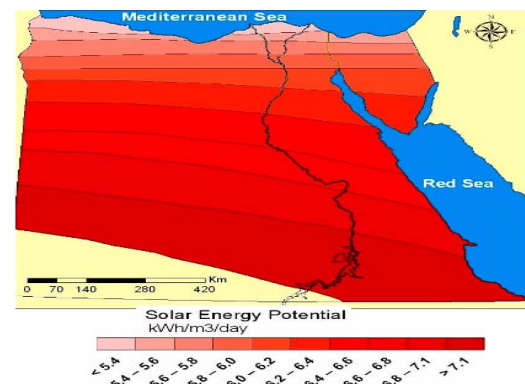 Mediterranean Sea
N
W
E
S
Red Sea
Km
0 70 140 280 420
Solar Energy Potential
kWh/m3/day
< 5.4
5.4 – 5.6
5.6 – 5.8
5.8 – 6.0
6.0 – 6.2
6.2 – 6.4
6.4 – 6.6
6.6 – 6.8
6.8 – 7.1
> 7.1